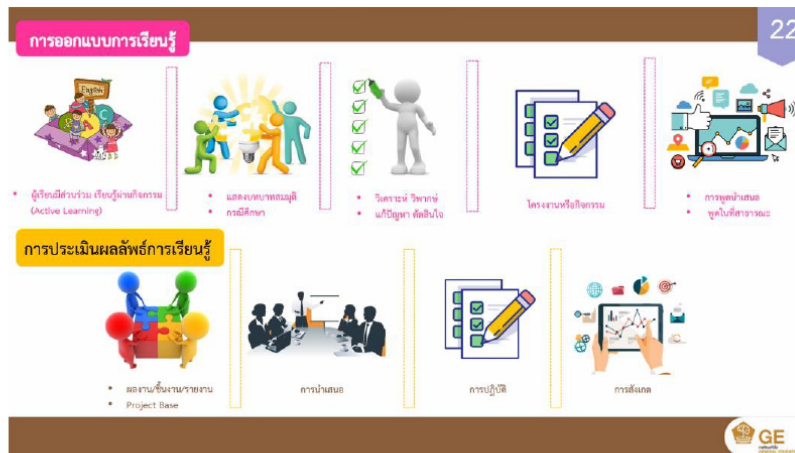 การออกแบบการเรียนรู้
22
English
A
C
• ผู้เรียนมีส่วนร่วม เรียนรู้ผ่านกิจกรรม
(Active Learning)
• แสดงบทบาทสมมุติ
• กรณีศึกษา
• วิเคราะห์ วิพากษ์
• แก้ปัญหา ตัดสินใจ
โครงงานหรือกิจกรรม
• การพูดนำเสนอ
• พูดในที่สาธารณะ
การประเมินผลลัพธ์การเรียนรู้
• ผลงาน/ชิ้นงาน/รายงาน
• Project Base
การนำเสนอ
การปฏิบัติ
การสังเกต
GE